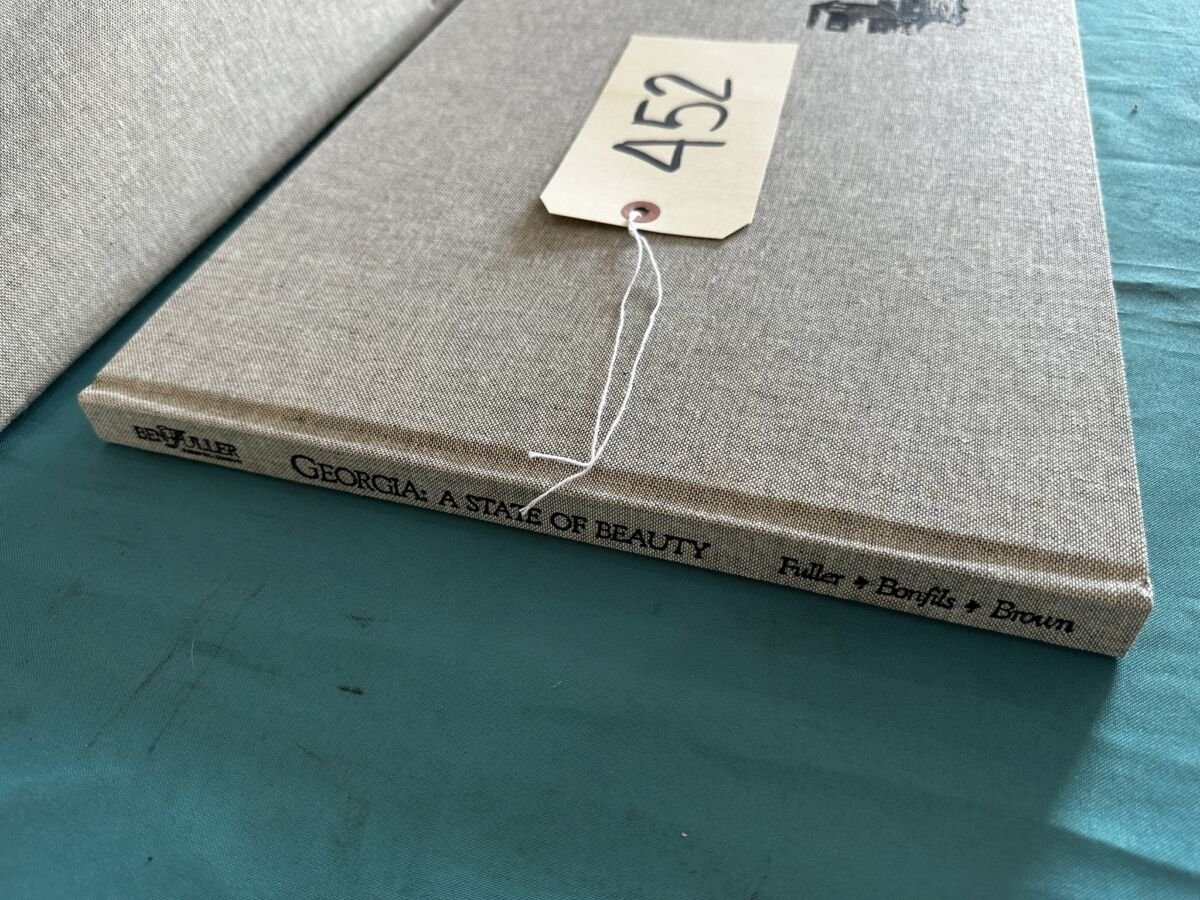 452
BEN FULLER
GEORGIA: A STATE OF BEAUTY
Fuller ♣ Bonfils ♣ Brown